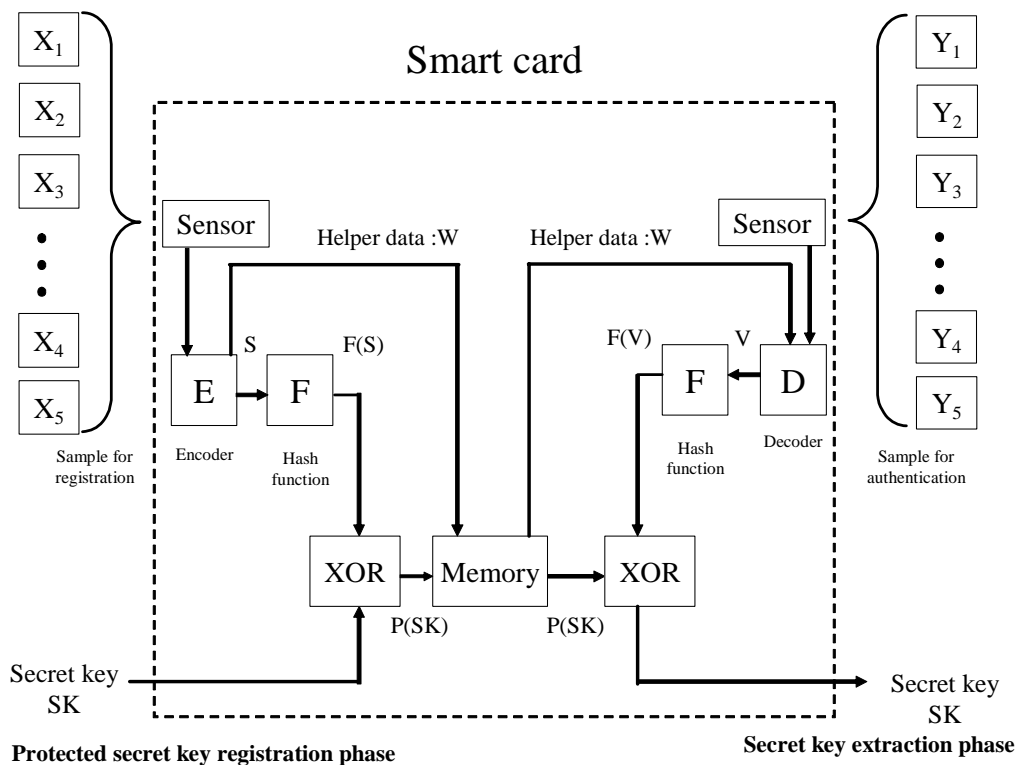 Smart card
X1
X2
X3
X4
X5
Sample for
registration
Sensor
Helper data :W
S
F(S)
E
F
Encoder
Hash
function
XOR
P(SK)
Memory
P(SK)
Secret key
SK
Protected secret key registration phase
Y1
Y2
Y3
Y4
Y5
Sample for
authentication
Sensor
Helper data :W
F(V)
V
F
D
Hash
function
Decoder
XOR
Secret key
SK
Secret key extraction phase